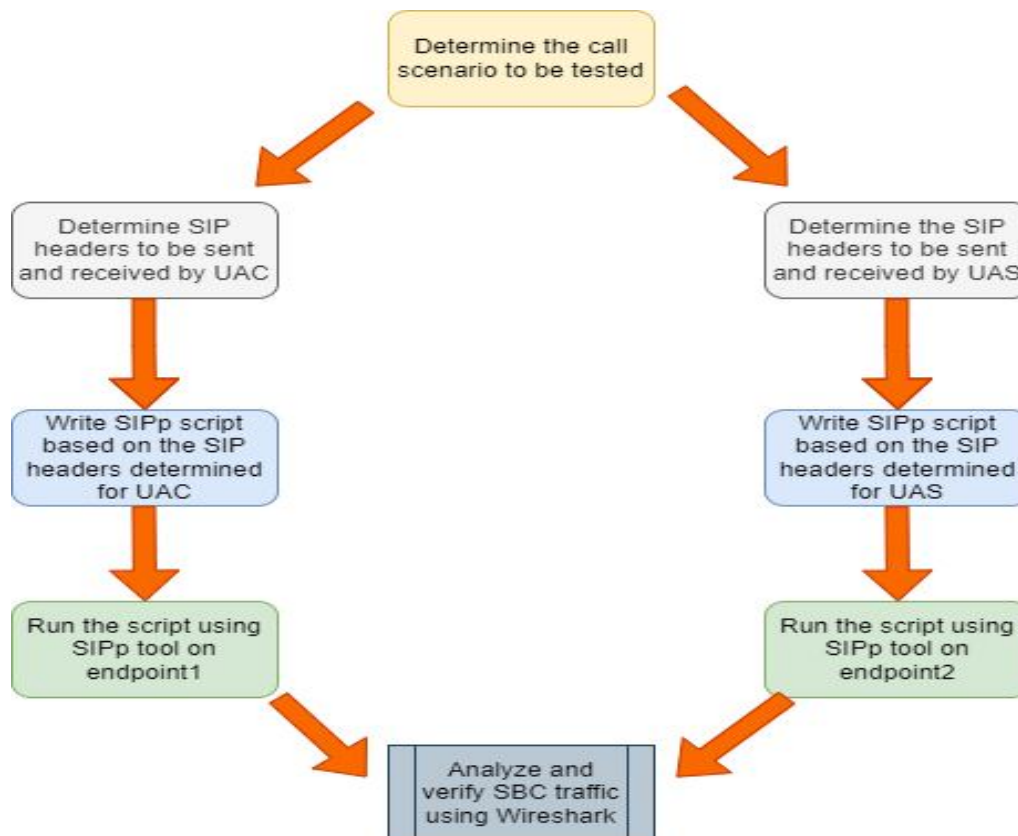 Determine the call
scenario to be tested
Determine SIP
headers to be sent
and received by UAC
Determine the SIP
headers to be sent
and received by UAS
Write SIPp script
based on the SIP
headers determined
for UAC
Write SIPp script
based on the SIP
headers determined
for UAS
Run the script using
SIPp tool on
endpoint1
Run the script using
SIPp tool on
endpoint2
Analyze and
verify SBC traffic
using Wireshark